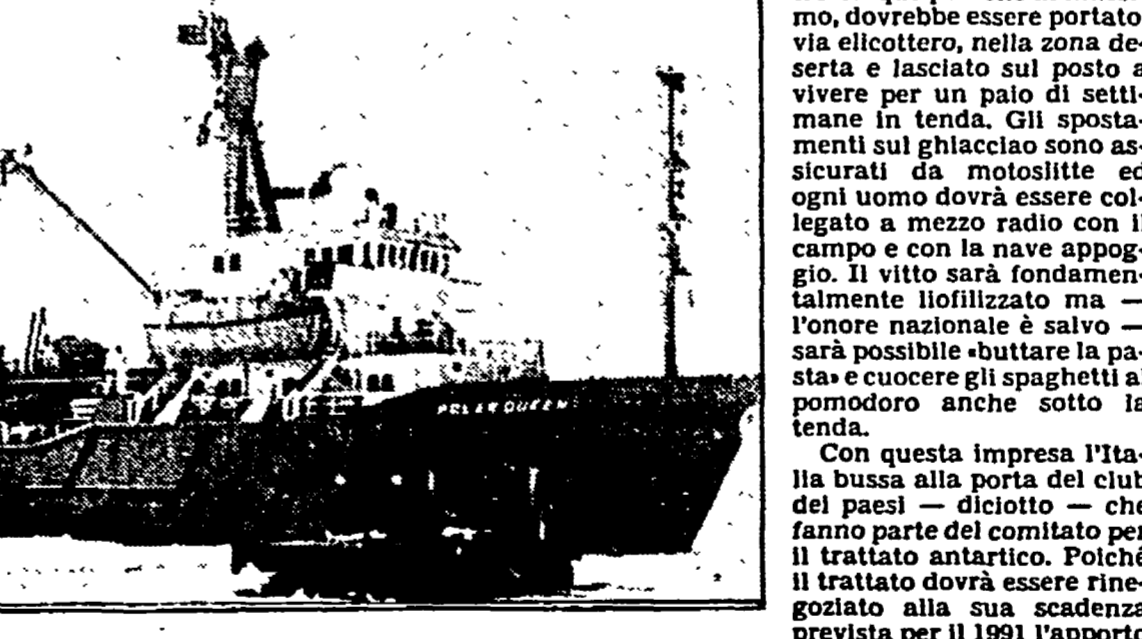 POLAR QUEEN
mo, dovrebbe essere portato,
via elicottero, nella zona de-
serta e lasciato sul posto a
vivere per un paio di setti-
mane in tenda. Gli sposta-
menti sul ghiacciao sono as-
sicurati da motoslitte ed
ogni uomo dovrà essere col-
legato a mezzo radio con il
campo e con la nave appog-
gio. Il vitto sarà fondamen-
talmente liofilizzato ma —
l'onore nazionale è salvo —
sarà possibile «buttare la pa-
sta» e cuocere gli spaghetti al
pomodoro anche sotto la
tenda.
Con questa impresa l'Ita-
lia bussa alla porta del club
dei paesi — diciotto — che
fanno parte del comitato per
il trattato antartico. Poiché
il trattato dovrà essere rine-
goziato alla sua scadenza
prevista per il 1991 l'apporto